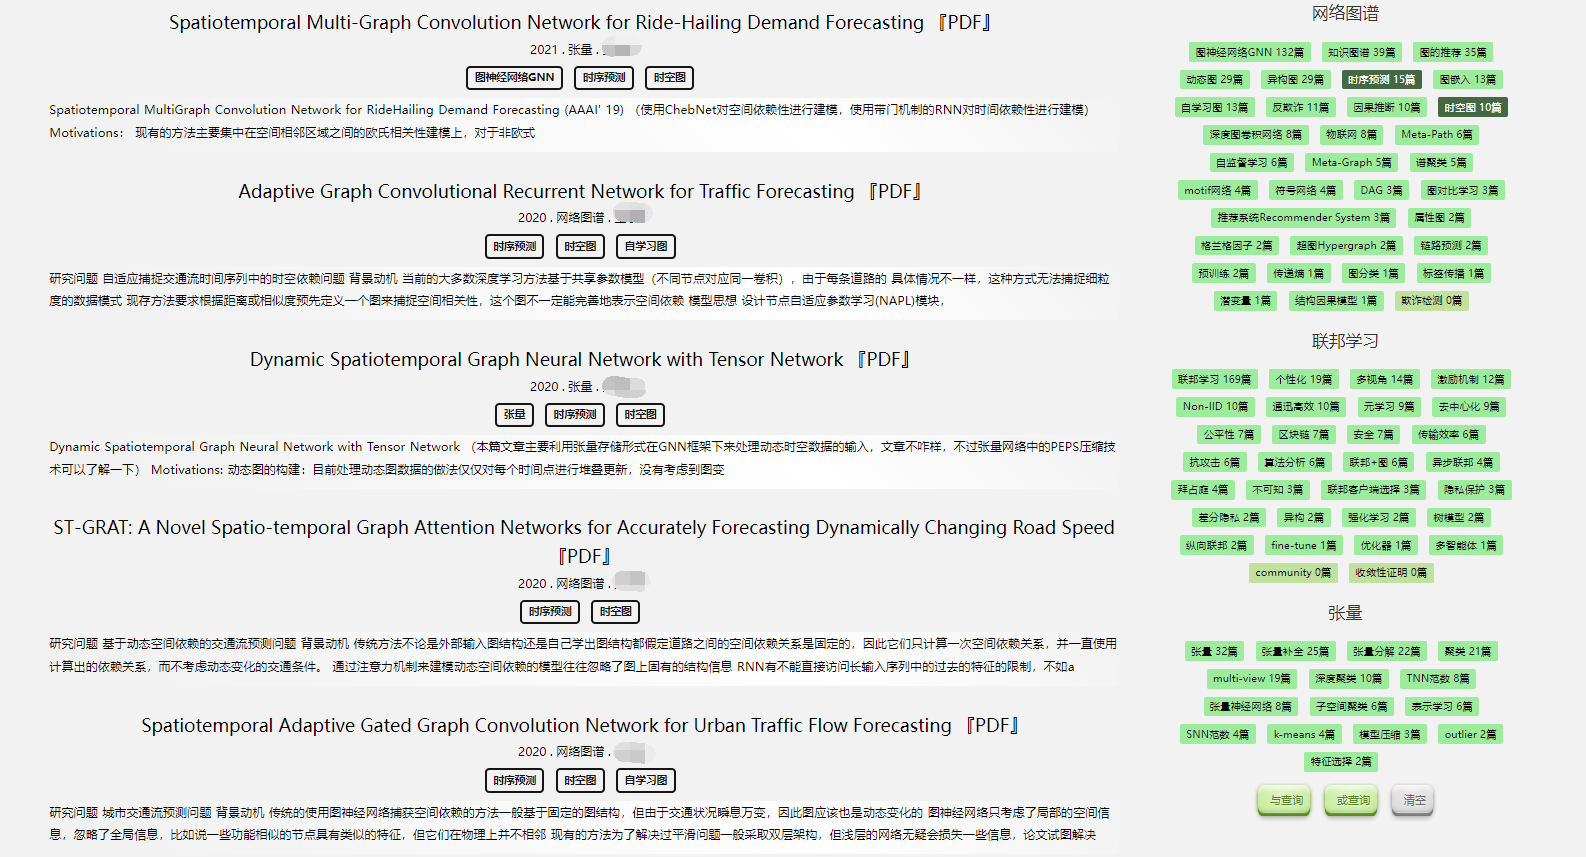 Spatiotemporal Multi-Graph Convolution Network for Ride-Hailing Demand Forecasting 『PDF』
2021 . 张量 .
图神经网络GNN 时序预测 时空图
Spatiotemporal MultiGraph Convolution Network for RideHailing Demand Forecasting (AAAI' 19) （使用ChebNet对空间依赖性进行建模，使用带门机制的RNN对时间依赖性进行建模）
Motivations： 现有的方法主要集中在空间相邻区域之间的欧氏相关性建模上，对于非欧式
Adaptive Graph Convolutional Recurrent Network for Traffic Forecasting 『PDF』
2020 . 网络图谱 .
时序预测 时空图 自学习图
研究问题 自适应捕捉交通流时间序列中的时空依赖问题 背景动机 当前的大多数深度学习方法基于共享参数模型（不同节点对应同一卷积），由于每条道路的 具体情况不一样，这种方式无法捕捉细粒
度的数据模式 现存方法要求根据距离或相似度预先定义一个图来捕捉空间相关性，这个图不一定能完善地表示空间依赖 模型思想 设计节点自适应参数学习(NAPL)模块，
Dynamic Spatiotemporal Graph Neural Network with Tensor Network 『PDF』
2020 . 张量 .
张量 时序预测 时空图
Dynamic Spatiotemporal Graph Neural Network with Tensor Network （本篇文章主要利用张量存储形式在GNN框架下来处理动态时空数据的输入，文章不咋样，不过张量网络中的PEPS压缩技
术可以了解一下） Motivations: 动态图的构建：目前处理动态图数据的做法仅仅对每个时间点进行堆叠更新，没有考虑到图变
ST-GRAT: A Novel Spatio-temporal Graph Attention Networks for Accurately Forecasting Dynamically Changing Road Speed
『PDF』
2020 . 网络图谱 .
时序预测 时空图
研究问题 基于动态空间依赖的交通流预测问题 背景动机 传统方法不论是外部输入图结构还是自己学出图结构都假定道路之间的空间依赖关系是固定的，因此它们只计算一次空间依赖关系，并一直使用
计算出的依赖关系，而不考虑动态变化的交通条件。 通过注意力机制来建模动态空间依赖的模型往往忽略了图上固有的结构信息 RNN有不能直接访问长输入序列中的过去的特征的限制，不如a
Spatiotemporal Adaptive Gated Graph Convolution Network for Urban Traffic Flow Forecasting 『PDF』
2020 . 网络图谱 .
时序预测 时空图 自学习图
研究问题 城市交通流预测问题 背景动机 传统的使用图神经网络捕获空间依赖的方法一般基于固定的图结构，但由于交通状况瞬息万变，因此图应该也是动态变化的 图神经网络只考虑了局部的空间信
息，忽略了全局信息，比如说一些功能相似的节点具有类似的特征，但它们在物理上并不相邻 现有的方法为了解决过平滑问题一般采取双层架构，但浅层的网络无疑会损失一些信息，论文试图解决
网络图谱
图神经网络GNN 132篇 知识图谱 39篇 图的推荐 35篇
动态图 29篇 异构图 29篇 时序预测 15篇 图嵌入 13篇
自学习图 13篇 反欺诈 11篇 因果推断 10篇 时空图 10篇
深度图卷积网络 8篇 物联网 8篇 Meta-Path 6篇
自监督学习 6篇 Meta-Graph 5篇 谱聚类 5篇
motif网络 4篇 符号网络 4篇 DAG 3篇 图对比学习 3篇
推荐系统Recommender System 3篇 属性图 2篇
格兰格因子 2篇 超图Hypergraph 2篇 链路预测 2篇
预训练 2篇 传递熵 1篇 图分类 1篇 标签传播 1篇
潜变量 1篇 结构因果模型 1篇 欺诈检测 0篇
联邦学习
联邦学习 169篇 个性化 19篇 多视角 14篇 激励机制 12篇
Non-IID 10篇 通迅高效 10篇 元学习 9篇 去中心化 9篇
公平性 7篇 区块链 7篇 安全 7篇 传输效率 6篇
抗攻击 6篇 算法分析 6篇 联邦+图 6篇 异步联邦 4篇
拜占庭 4篇 不可知 3篇 联邦客户端选择 3篇 隐私保护 3篇
差分隐私 2篇 异构 2篇 强化学习 2篇 树模型 2篇
纵向联邦 2篇 fine-tune 1篇 优化器 1篇 多智能体 1篇
community 0篇 收敛性证明 0篇
张量
张量 32篇 张量补全 25篇 张量分解 22篇 聚类 21篇
multi-view 19篇 深度聚类 10篇 TNN范数 8篇
张量神经网络 8篇 子空间聚类 6篇 表示学习 6篇
SNN范数 4篇 k-means 4篇 模型压缩 3篇 outlier 2篇
特征选择 2篇
与查询 或查询 清空